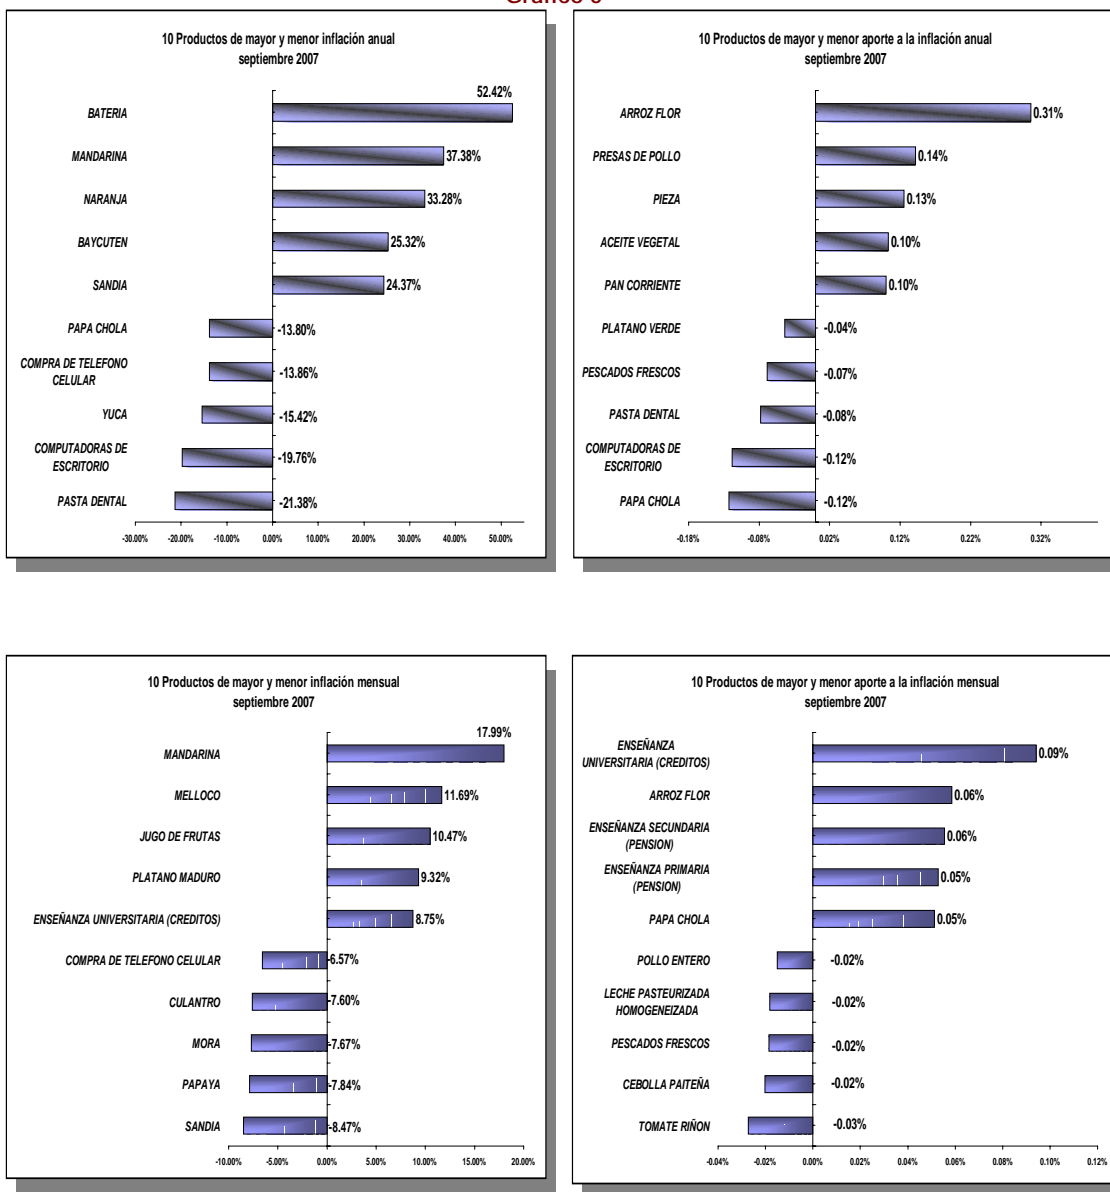 10 Productos de mayor y menor inflación anual
septiembre 2007
52.42%
BATERIA
MANDARINA
37.38%
NARANJA
33.28%
BAYCUTEN
25.32%
SANDIA
24.37%
PAPA CHOLA
-13.80%
COMPRA DE TELEFONO
CELULAR
-13.86%
YUCA
-15.42%
COMPUTADORAS DE
ESCRITORIO
-19.76%
PASTA DENTAL
-21.38%
-30.00% -20.00% -10.00% 0.00% 10.00% 20.00% 30.00% 40.00% 50.00%
10 Productos de mayor y menor aporte a la inflación anual
septiembre 2007
ARROZ FLOR
0.31%
PRESAS DE POLLO
0.14%
PIEZA
0.13%
ACEITE VEGETAL
0.10%
PAN CORRIENTE
0.10%
PLATANO VERDE
-0.04%
PESCADOS FRESCOS
-0.07%
PASTA DENTAL
-0.08%
COMPUTADORAS DE
ESCRITORIO
-0.12%
PAPA CHOLA
-0.12%
-0.18% -0.08% 0.02% 0.12% 0.22% 0.32%
10 Productos de mayor y menor inflación mensual
septiembre 2007
17.99%
MANDARINA
MELLOCO
11.69%
JUGO DE FRUTAS
10.47%
PLATANO MADURO
9.32%
ENSEÑANZA UNIVERSITARIA (CREDITOS)
8.75%
COMPRA DE TELEFONO CELULAR
-6.57%
CULANTRO
-7.60%
MORA
-7.67%
PAPAYA
-7.84%
SANDIA
-8.47%
-10.00% -5.00% 0.00% 5.00% 10.00% 15.00% 20.00%
10 Productos de mayor y menor aporte a la inflación mensual
septiembre 2007
ENSEÑANZA
UNIVERSITARIA (CREDITOS)
0.09%
ARROZ FLOR
0.06%
ENSEÑANZA SECUNDARIA
(PENSION)
0.06%
ENSEÑANZA PRIMARIA
(PENSION)
0.05%
PAPA CHOLA
0.05%
POLLO ENTERO
-0.02%
LECHE PASTEURIZADA
HOMOGENEIZADA
-0.02%
PESCADOS FRESCOS
-0.02%
CEBOLLA PAITEÑA
-0.02%
TOMATE RIÑON
-0.03%
-0.04% -0.02% 0.00% 0.02% 0.04% 0.06% 0.08% 0.10% 0.12%